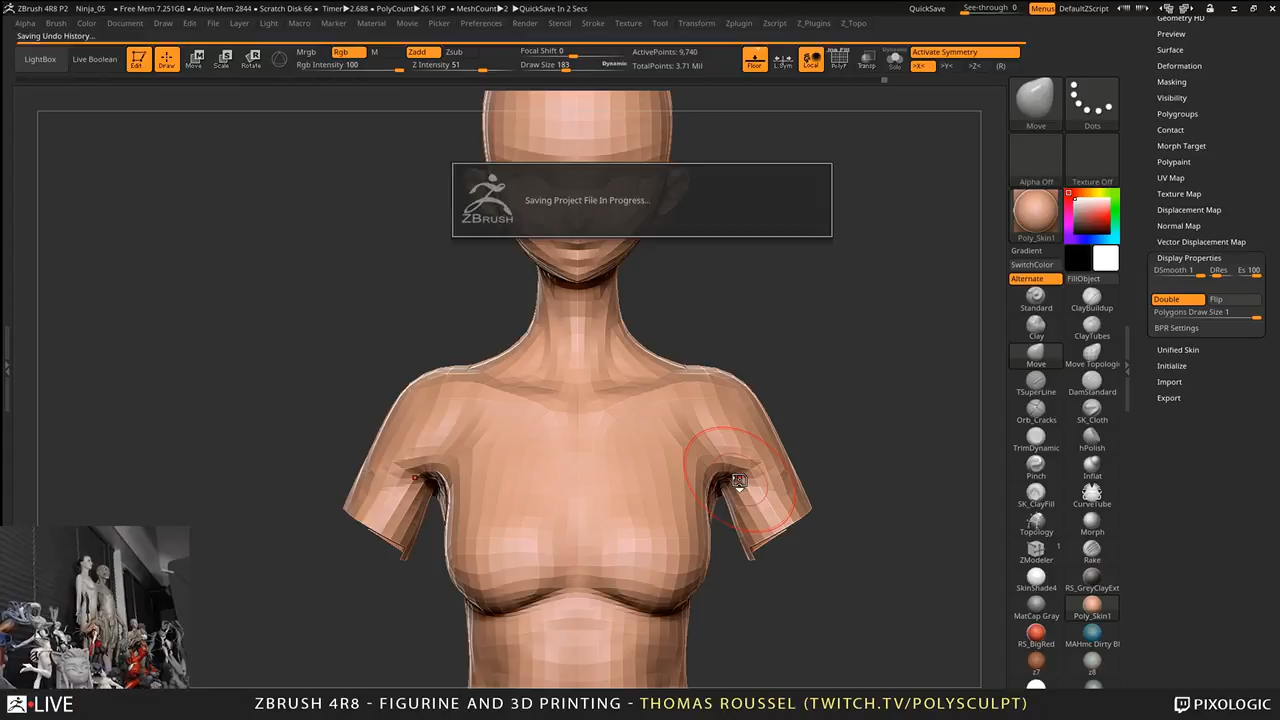 ZBrush 4R8 P2 Ninja_05 • Free Mem 7.251GB • Active Mem 2844 • Scratch Disk 66 • Timer▶2.688 • PolyCount▶26.1 KP • MeshCount▶2 ▶QuickSave In 2 Secs QuickSave See-through 0 Menus DefaultZScript
Alpha Brush Color Document Draw Edit File Layer Light Macro Marker Material Movie Picker Preferences Render Stencil Stroke Texture Tool Transform Zplugin Zscript Z_Plugins Z_Topo
Saving Undo History...
LightBox Live Boolean Edit Draw Move Scale Rotate
Mrgb Rgb M Zadd Zsub
Rgb Intensity 100 Z Intensity 51
Focal Shift 0 ActivePoints: 9,740
Draw Size 183 Dynamic TotalPoints: 3.71 Mil
Floor L.Sym Local PolyF Transp Dynamic Solo
Activate Symmetry
>X< >Y< >Z< (R)
Saving Project File In Progress...
ZBRUSH
Move Dots
Alpha Off Texture Off
Poly_Skin1
Gradient
SwitchColor
Alternate FillObject
Standard ClayBuildup
Clay ClayTubes
Move Move Topologic
TSuperLine DamStandard
Orb_Cracks SK_Cloth
TrimDynamic hPolish
Pinch Inflat
SK_ClayFill CurveTube
Topology Morph
1
ZModeler Rake
SkinShade4 RS_GreyClayExt
MatCap Gray Poly_Skin1
RS_BigRed MAHmc Dirty Bl
z7 z8
Geometry HD
Preview
Surface
Deformation
Masking
Visibility
Polygroups
Contact
Morph Target
Polypaint
UV Map
Texture Map
Displacement Map
Normal Map
Vector Displacement Map
Display Properties
DSmooth 1 DRes Es 100
Double Flip
Polygons Draw Size 1
BPR Settings
Unified Skin
Initialize
Import
Export
LIVE
ZBRUSH 4R8 - FIGURINE AND 3D PRINTING - THOMAS ROUSSEL (TWITCH.TV/POLYSCULPT)
PIXOLOGIC